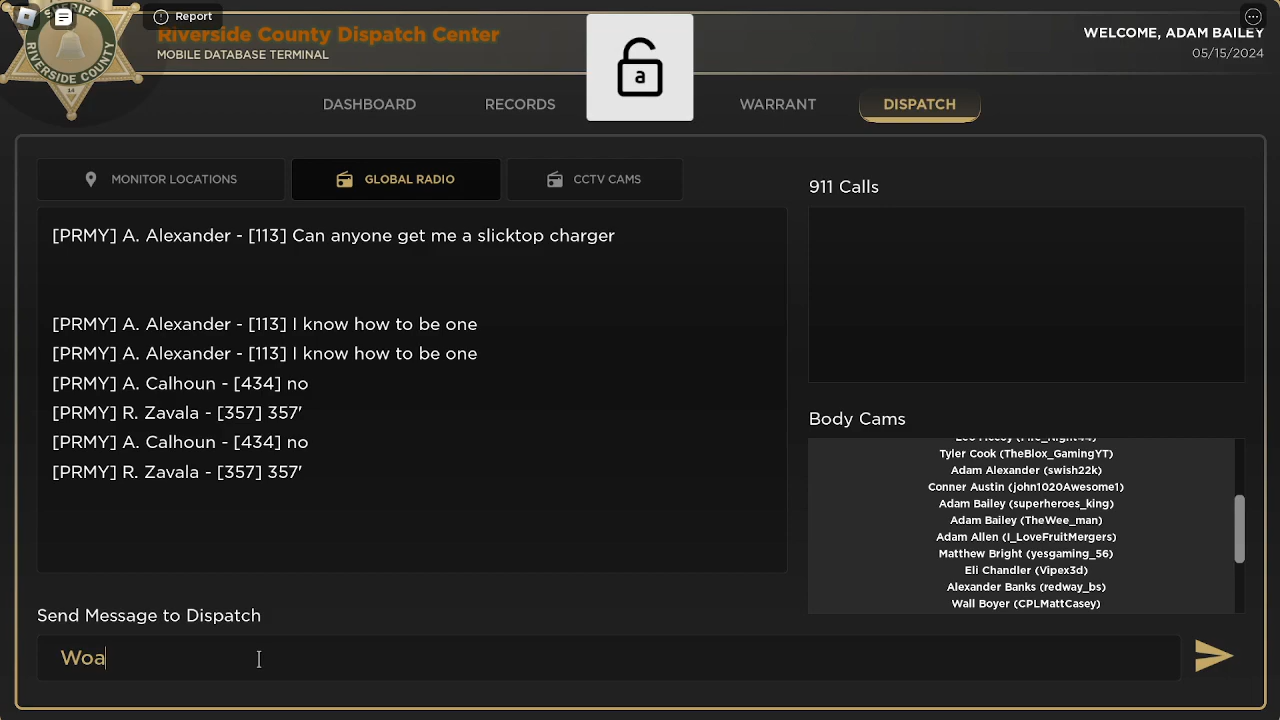 Report
SHERIFF
RIVERSIDE COUNTY
Riverside County Dispatch Center
MOBILE DATABASE TERMINAL
a
WELCOME, ADAM BAILEY
05/15/2024
DASHBOARD
RECORDS
WARRANT
DISPATCH
MONITOR LOCATIONS
GLOBAL RADIO
CCTV CAMS
[PRMY] A. Alexander - [113] Can anyone get me a slicktop charger
[PRMY] A. Alexander - [113] I know how to be one
[PRMY] A. Alexander - [113] I know how to be one
[PRMY] A. Calhoun - [434] no
[PRMY] R. Zavala - [357] 357'
[PRMY] A. Calhoun - [434] no
[PRMY] R. Zavala - [357] 357'
Send Message to Dispatch
Woa
911 Calls
Body Cams
Tyler Cook (TheBlox_GamingYT)
Adam Alexander (swish22k)
Conner Austin (john1020Awesome1)
Adam Bailey (superheroes_king)
Adam Bailey (TheWee_man)
Adam Allen (I_LoveFruitMergers)
Matthew Bright (yesgaming_56)
Eli Chandler (Vipex3d)
Alexander Banks (redway_bs)
Wall Boyer (CPLMattCasey)